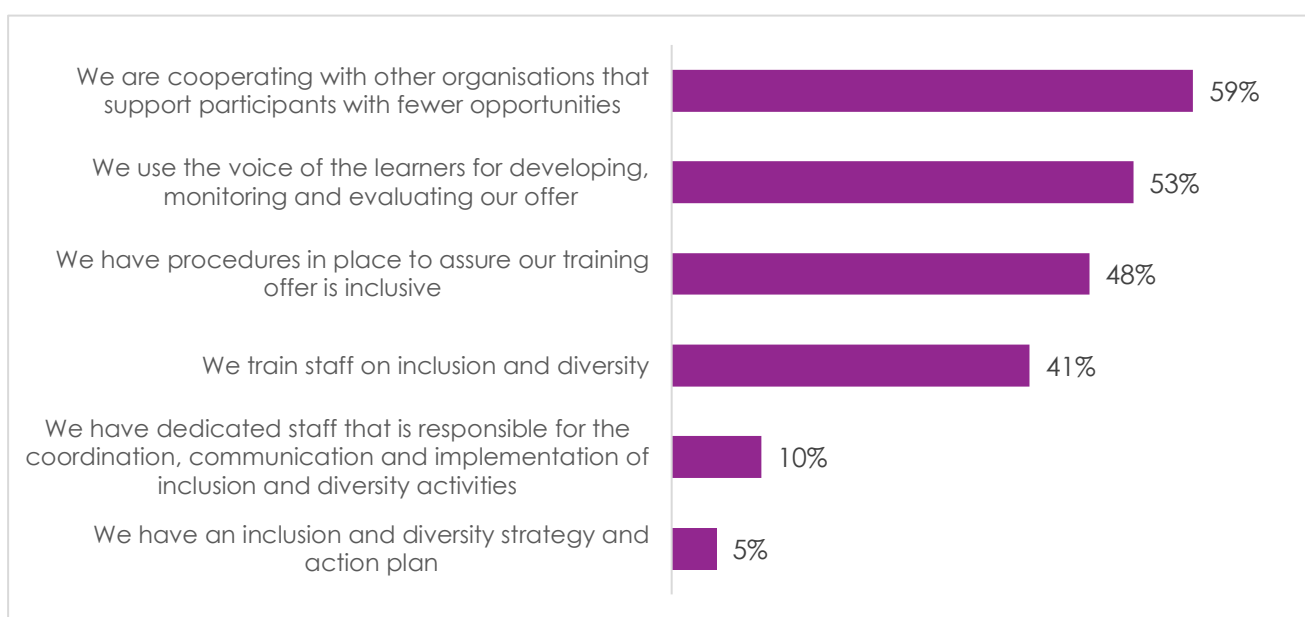 We are cooperating with other organisations that
support participants with fewer opportunities
59%
We use the voice of the learners for developing,
monitoring and evaluating our offer
53%
We have procedures in place to assure our training
offer is inclusive
48%
We train staff on inclusion and diversity
41%
We have dedicated staff that is responsible for the
coordination, communication and implementation of
inclusion and diversity activities
10%
We have an inclusion and diversity strategy and
action plan
5%